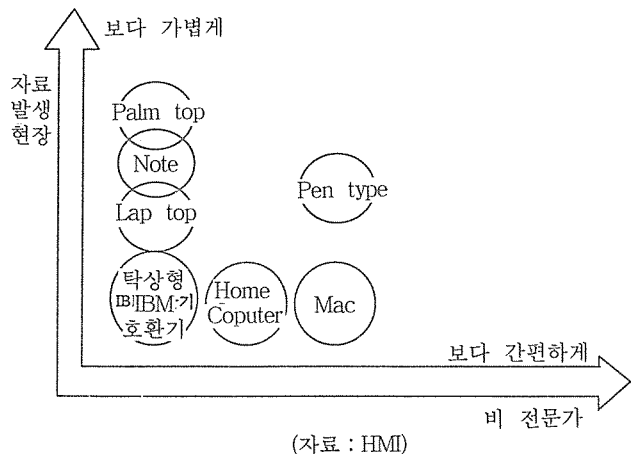 보다 가볍게
자료
발생
현장
Palm top
Note
Lap top
Pen type
탁상형
IBM·기
호환기
Home
Coputer
Mac
보다 간편하게
비 전문가
(자료 : HMI)